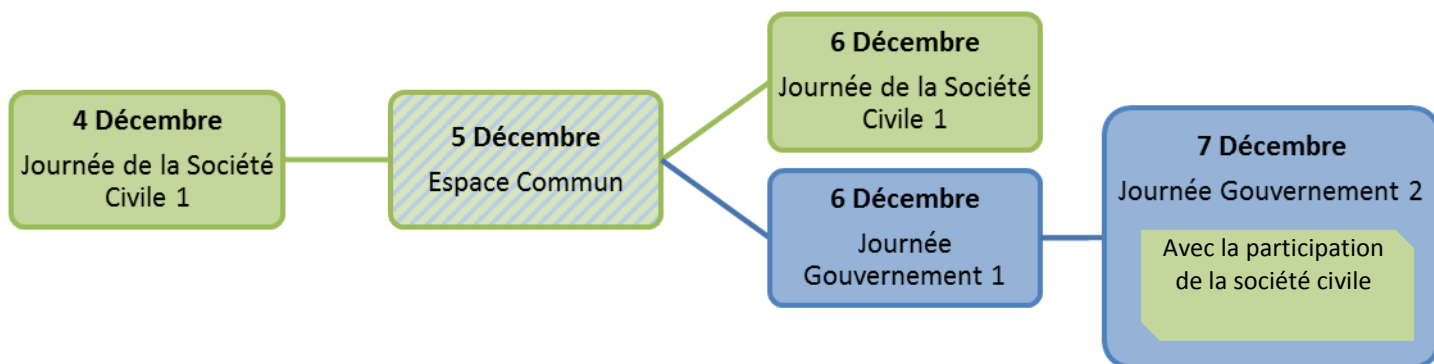 4 Décembre
Journée de la Société
Civile 1
5 Décembre
Espace Commun
6 Décembre
Journée de la Société
Civile 1
6 Décembre
Journée
Gouvernement 1
7 Décembre
Journée Gouvernement 2
Avec la participation
de la société civile